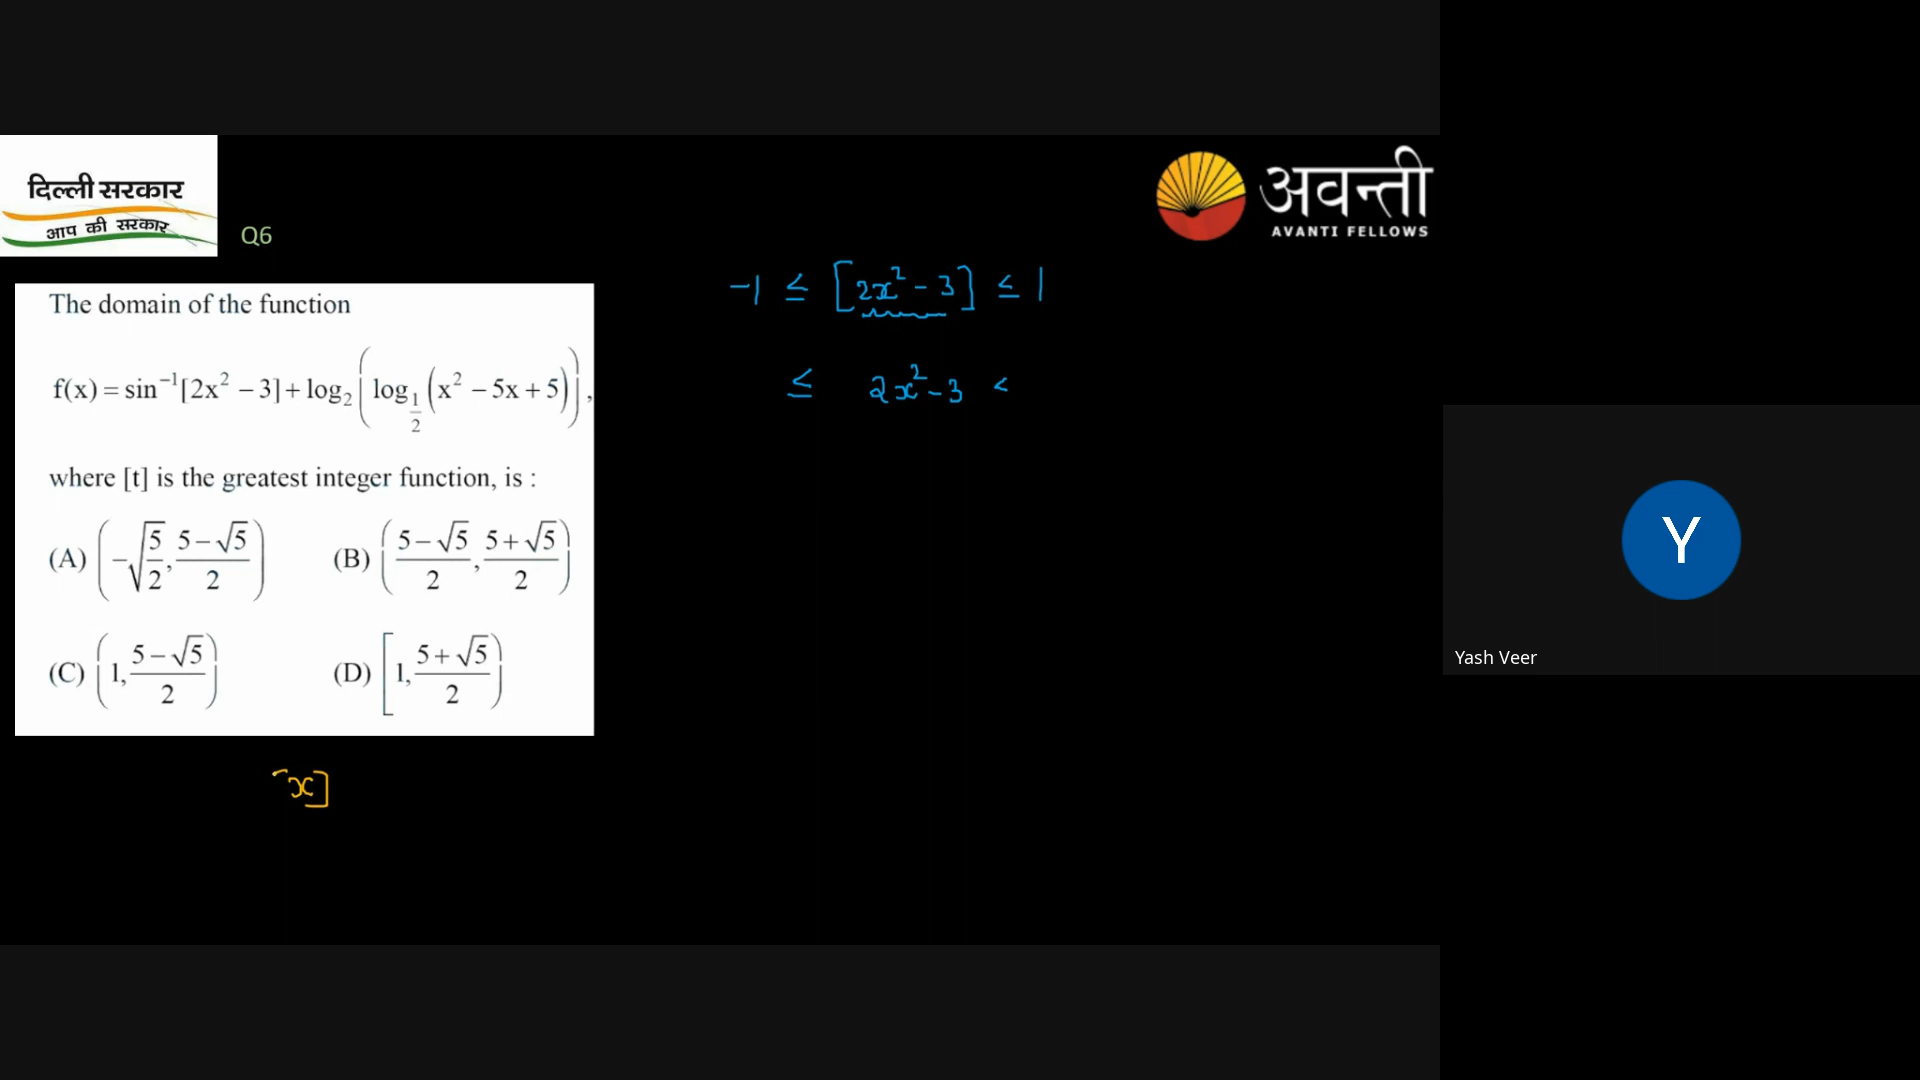 दिल्ली सरकार
आप की सरकार
Q6
अवन्ती
AVANTI FELLOWS
The domain of the function
f(x) = sin⁻¹[2x² − 3] + log₂(log_{1/2}(x² − 5x + 5)),
where [t] is the greatest integer function, is :
(A) (−√(5/2), (5−√5)/2) (B) ((5−√5)/2, (5+√5)/2)
(C) (1, (5−√5)/2) (D) [1, (5+√5)/2)
−1 ≤ [2x² − 3] ≤ 1
≤ 2x² − 3 <
x]
Y
Yash Veer